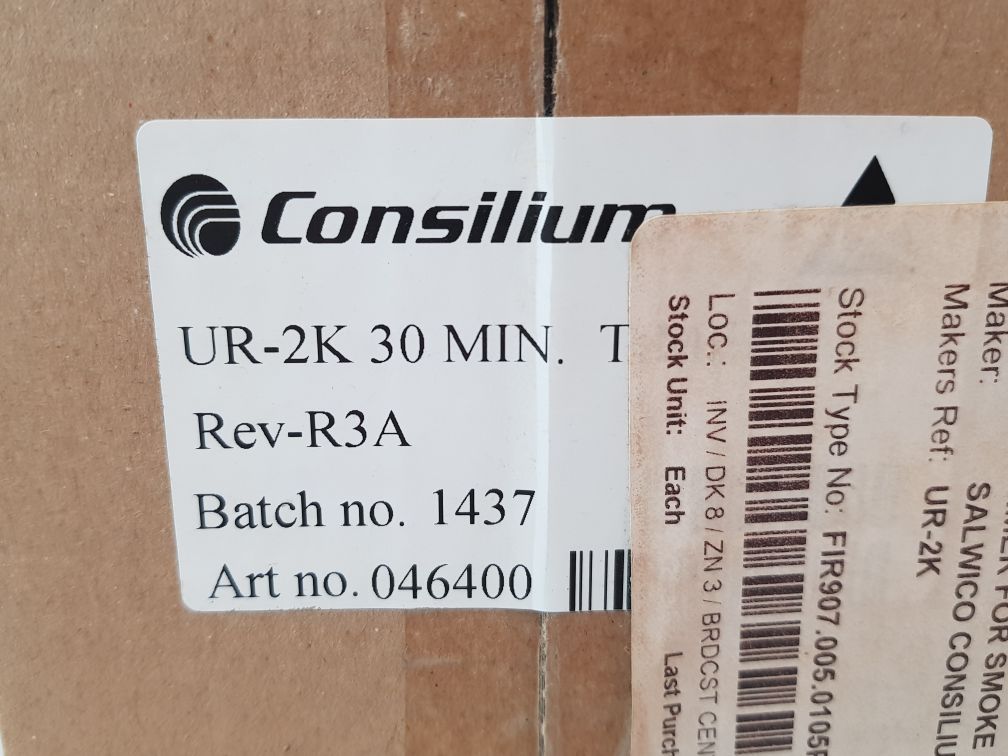 Consilium
UR-2K 30 MIN. T
Rev-R3A
Batch no. 1437
Art no. 046400
FOR SMOKE
Maker: SALWICO CONSILIU
Makers Ref: UR-2K
Stock Type No: FIR907.005.0105
Loc.: INV / DK 8 / ZN 3 / BRDCST CEN
Stock Unit: Each Last Purch